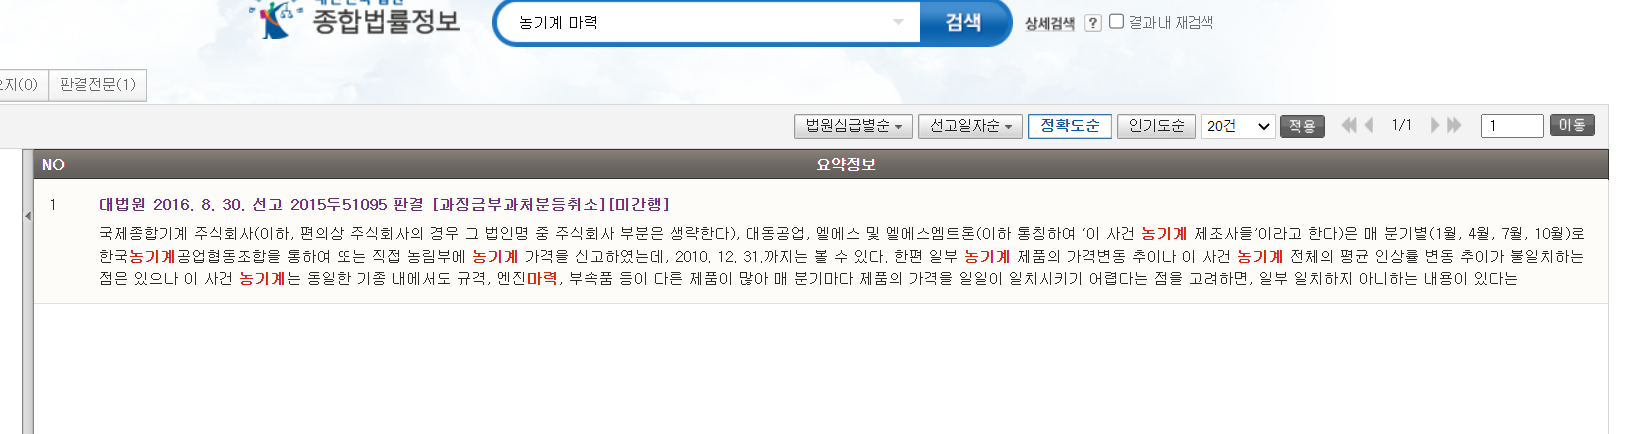 종합법률정보
농기계 마력
검색
상세검색 ? 결과내 재검색
지(0) 판결전문(1)
법원심급별순 선고일자순 정확도순 인기도순 20건 적용 1/1 1 이동
NO 요약정보
1 대법원 2016. 8. 30. 선고 2015두51095 판결 [과징금부과처분등취소][미간행]
국제종합기계 주식회사(이하, 편의상 주식회사의 경우 그 법인명 중 주식회사 부분은 생략한다), 대동공업, 엘에스 및 엘에스엠트론(이하 통칭하여 ‘이 사건 농기계 제조사들’이라고 한다)은 매 분기별(1월, 4월, 7월, 10월)로
한국농기계공업협동조합을 통하여 또는 직접 농림부에 농기계 가격을 신고하였는데, 2010. 12. 31.까지는 볼 수 있다. 한편 일부 농기계 제품의 가격변동 추이나 이 사건 농기계 전체의 평균 인상률 변동 추이가 불일치하는
점은 있으나 이 사건 농기계는 동일한 기종 내에서도 규격, 엔진마력, 부속품 등이 다른 제품이 많아 매 분기마다 제품의 가격을 일일이 일치시키기 어렵다는 점을 고려하면, 일부 일치하지 아니하는 내용이 있다는